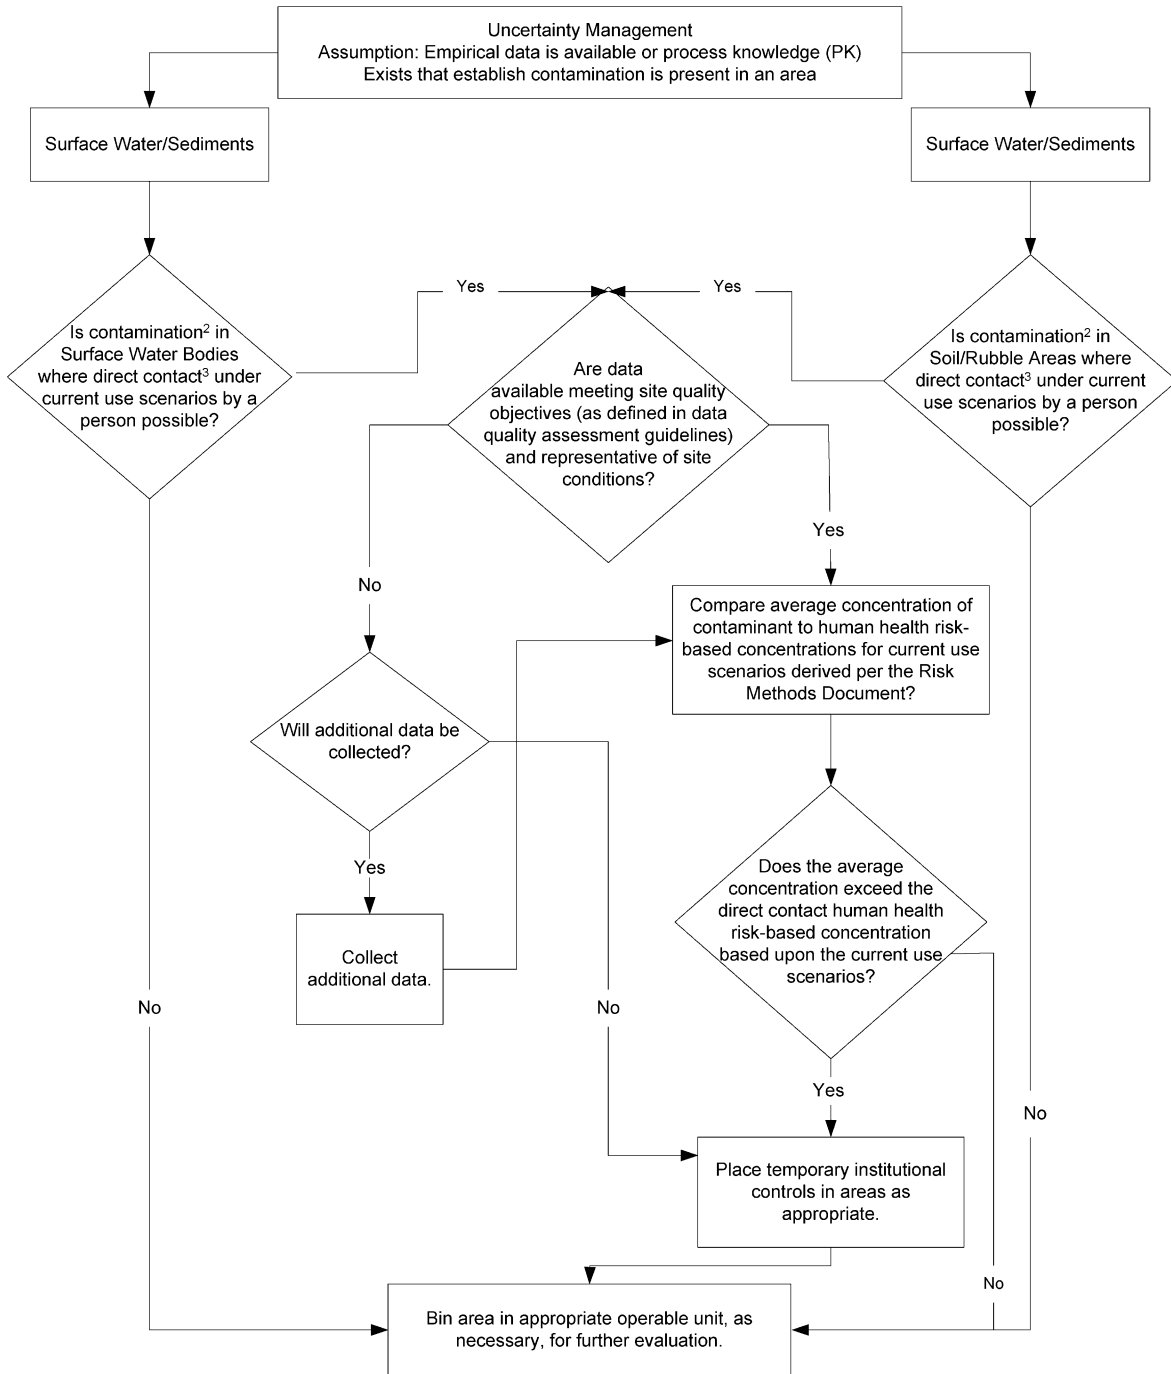 Uncertainty Management
Assumption: Empirical data is available or process knowledge (PK)
Exists that establish contamination is present in an area
Surface Water/Sediments
Surface Water/Sediments
Is contamination² in
Surface Water Bodies
where direct contact³ under
current use scenarios by a
person possible?
Yes
Yes
Is contamination² in
Soil/Rubble Areas where
direct contact³ under current
use scenarios by a person
possible?
Are data
available meeting site quality
objectives (as defined in data
quality assessment guidelines)
and representative of site
conditions?
No
Yes
Compare average concentration of
contaminant to human health risk-
based concentrations for current use
scenarios derived per the Risk
Methods Document?
Will additional data be
collected?
Yes
Collect
additional data.
Does the average
concentration exceed the
direct contact human health
risk-based concentration
based upon the current use
scenarios?
No
No
Yes
No
Place temporary institutional
controls in areas as
appropriate.
No
Bin area in appropriate operable unit, as
necessary, for further evaluation.